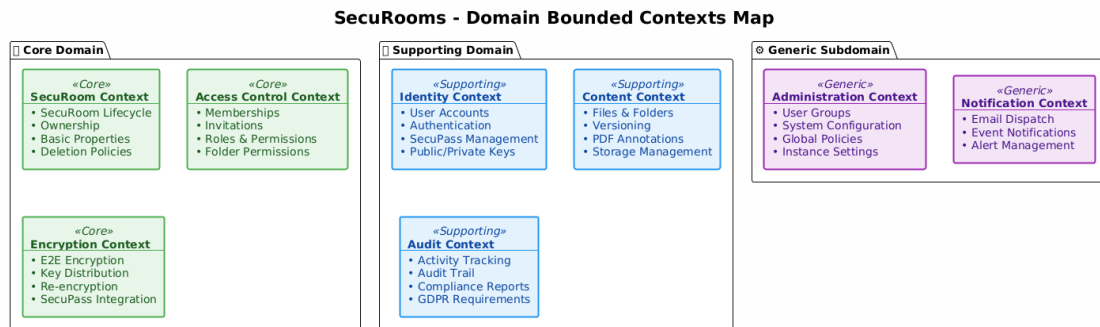 SecuRooms - Domain Bounded Contexts Map
Core Domain
«Core»
SecuRoom Context
• SecuRoom Lifecycle
• Ownership
• Basic Properties
• Deletion Policies
«Core»
Access Control Context
• Memberships
• Invitations
• Roles & Permissions
• Folder Permissions
«Core»
Encryption Context
• E2E Encryption
• Key Distribution
• Re-encryption
• SecuPass Integration
Supporting Domain
«Supporting»
Identity Context
• User Accounts
• Authentication
• SecuPass Management
• Public/Private Keys
«Supporting»
Content Context
• Files & Folders
• Versioning
• PDF Annotations
• Storage Management
«Supporting»
Audit Context
• Activity Tracking
• Audit Trail
• Compliance Reports
• GDPR Requirements
⚙ Generic Subdomain
«Generic»
Administration Context
• User Groups
• System Configuration
• Global Policies
• Instance Settings
«Generic»
Notification Context
• Email Dispatch
• Event Notifications
• Alert Management